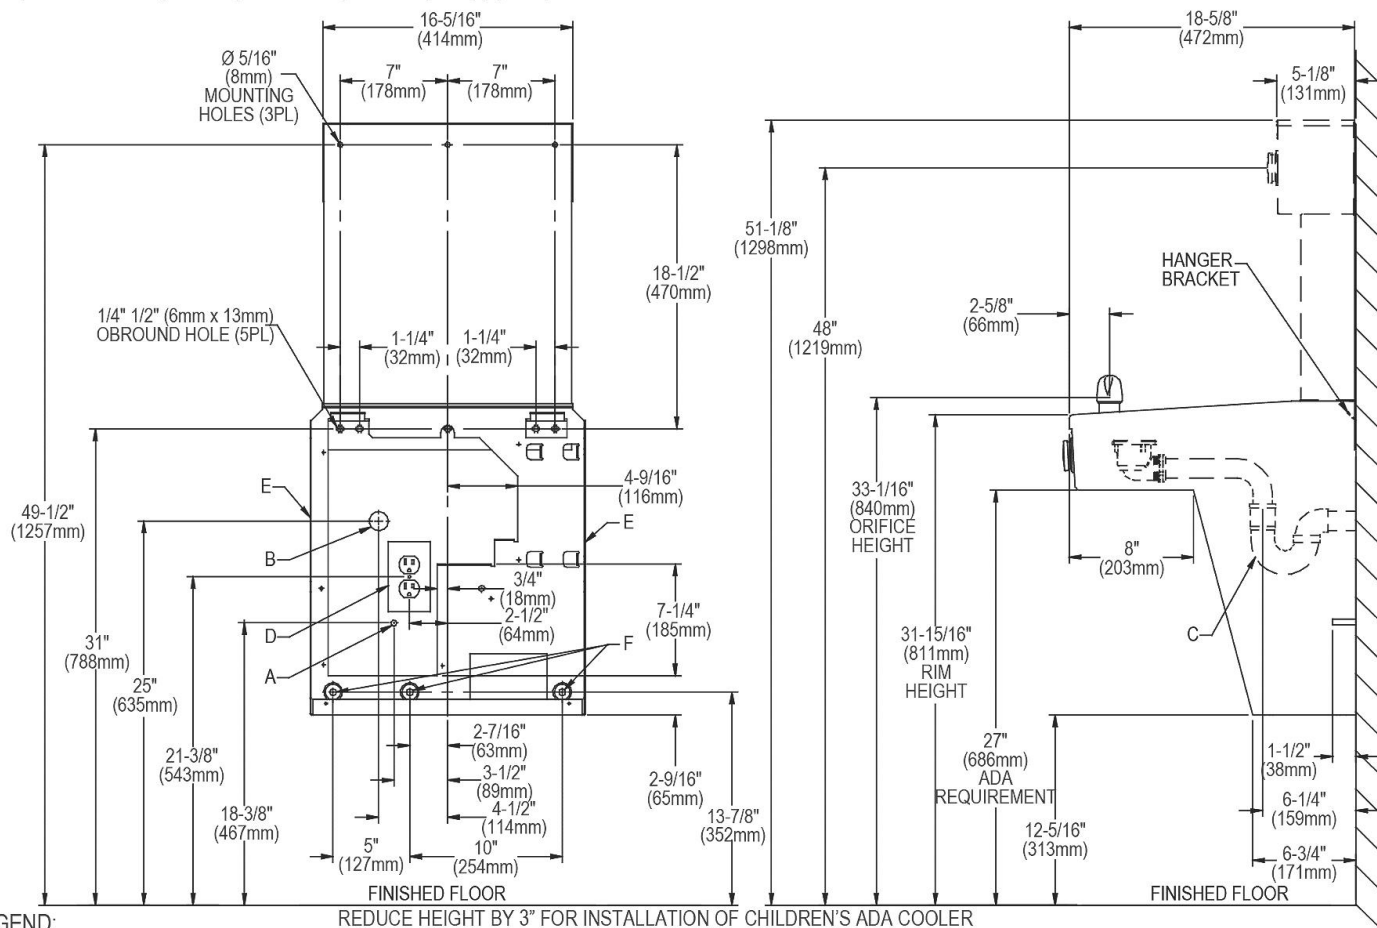 16-5/16"
(414mm)
18-5/8"
(472mm)
Ø 5/16"
(8mm)
MOUNTING
HOLES (3PL)
7"
(178mm)
7"
(178mm)
5-1/8"
(131mm)
51-1/8"
(1298mm)
18-1/2"
(470mm)
HANGER
BRACKET
1/4" 1/2" (6mm x 13mm)
OBROUND HOLE (5PL)
1-1/4"
(32mm)
1-1/4"
(32mm)
2-5/8"
(66mm)
48"
(1219mm)
4-9/16"
(116mm)
33-1/16"
(840mm)
ORIFICE
HEIGHT
49-1/2"
(1257mm)
E
E
B
8"
(203mm)
3/4"
(18mm)
2-1/2"
(64mm)
7-1/4"
(185mm)
D
A
F
C
31"
(788mm)
31-15/16"
(811mm)
RIM
HEIGHT
25"
(635mm)
21-3/8"
(543mm)
18-3/8"
(467mm)
2-7/16"
(63mm)
3-1/2"
(89mm)
4-1/2"
(114mm)
5"
(127mm)
10"
(254mm)
2-9/16"
(65mm)
13-7/8"
(352mm)
27"
(686mm)
ADA
REQUIREMENT
12-5/16"
(313mm)
1-1/2"
(38mm)
6-1/4"
(159mm)
6-3/4"
(171mm)
FINISHED FLOOR
FINISHED FLOOR
GEND:
REDUCE HEIGHT BY 3" FOR INSTALLATION OF CHILDREN'S ADA COOLER